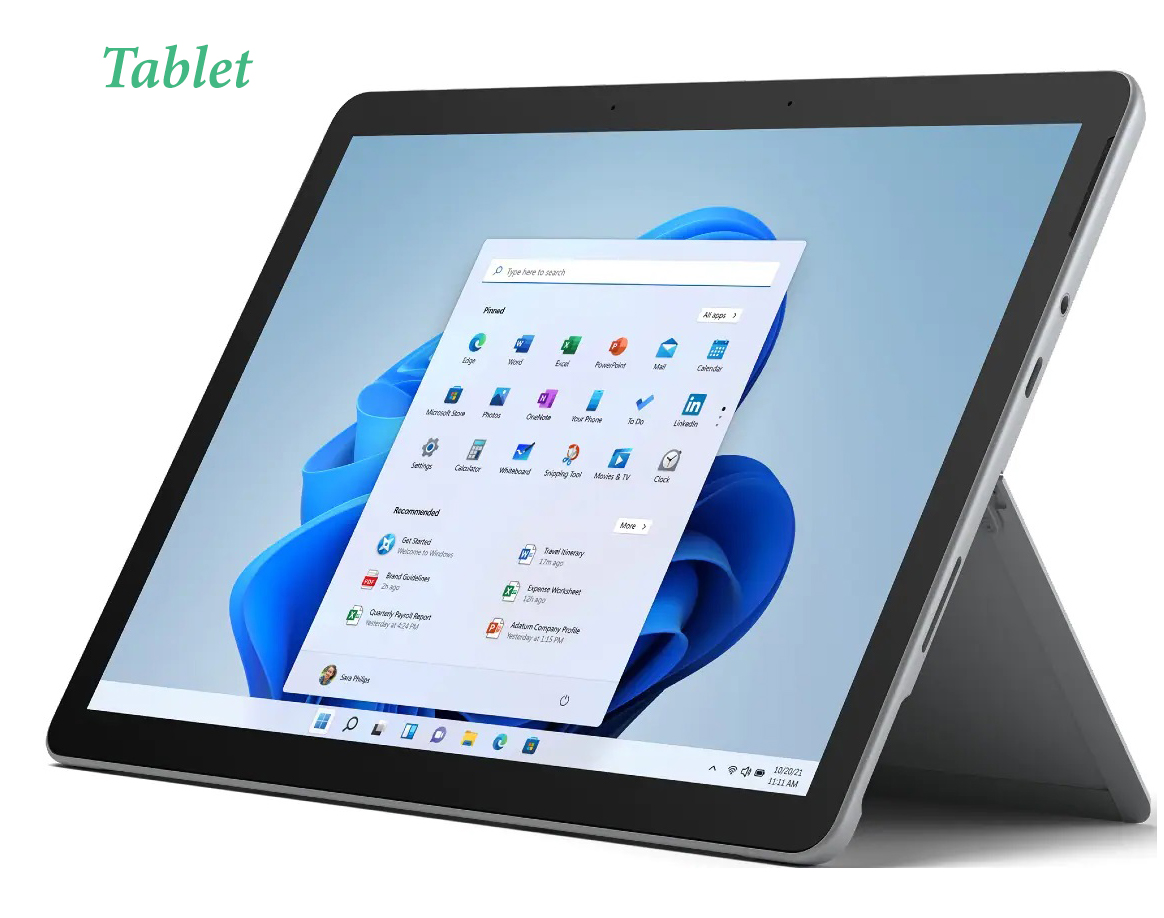 Tablet
Type here to search
Pinned
All apps >
Edge
Word
Excel
PowerPoint
Mail
Calendar
Microsoft Store
Photos
OneNote
Your Phone
To Do
LinkedIn
Settings
Calculator
Whiteboard
Snipping Tool
Movies & TV
Clock
Recommended
More >
Get Started
Welcome to Windows
Travel Itinerary
17m ago
Brand Guidelines
2h ago
Expense Worksheet
12h ago
Quarterly Payroll Report
Yesterday at 4:24 PM
Adatum Company Profile
Yesterday at 1:15 PM
Sara Philips
10/20/21
11:11 AM